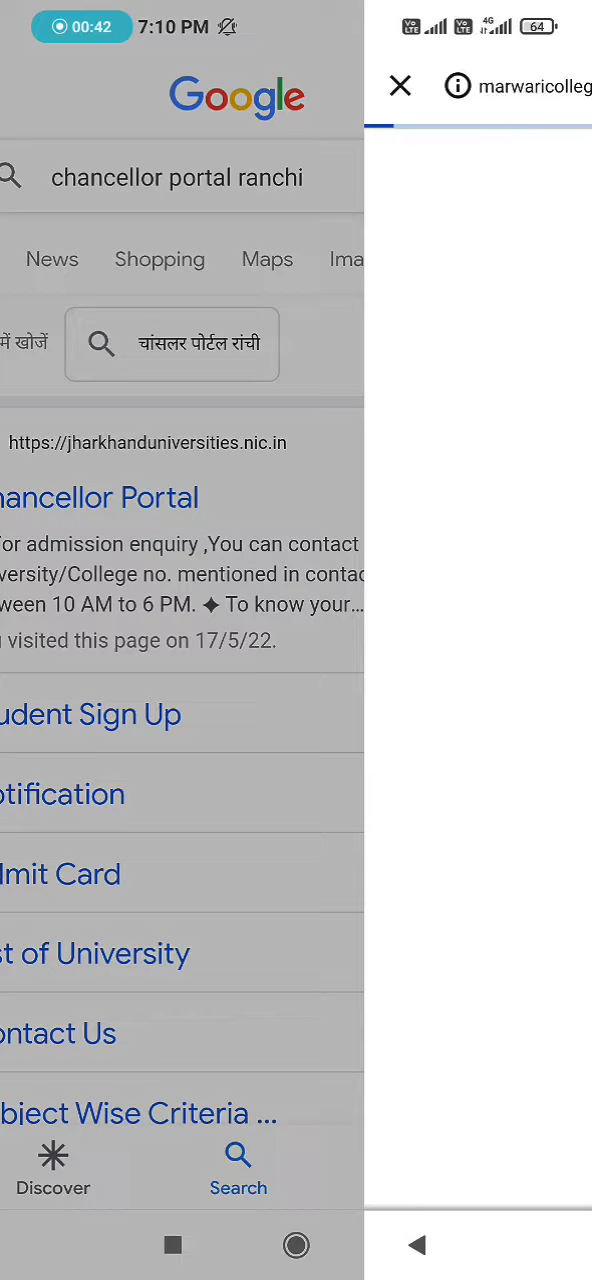 00:42 7:10 PM 4G 64
Google
marwaricolleg
chancellor portal ranchi
News Shopping Maps Ima
में खोजें चांसलर पोर्टल रांची
https://jharkhanduniversities.nic.in
hancellor Portal
or admission enquiry ,You can contact
versity/College no. mentioned in contac
ween 10 AM to 6 PM. ✦ To know your...
visited this page on 17/5/22.
udent Sign Up
otification
lmit Card
st of University
ontact Us
bject Wise Criteria ...
Discover Search